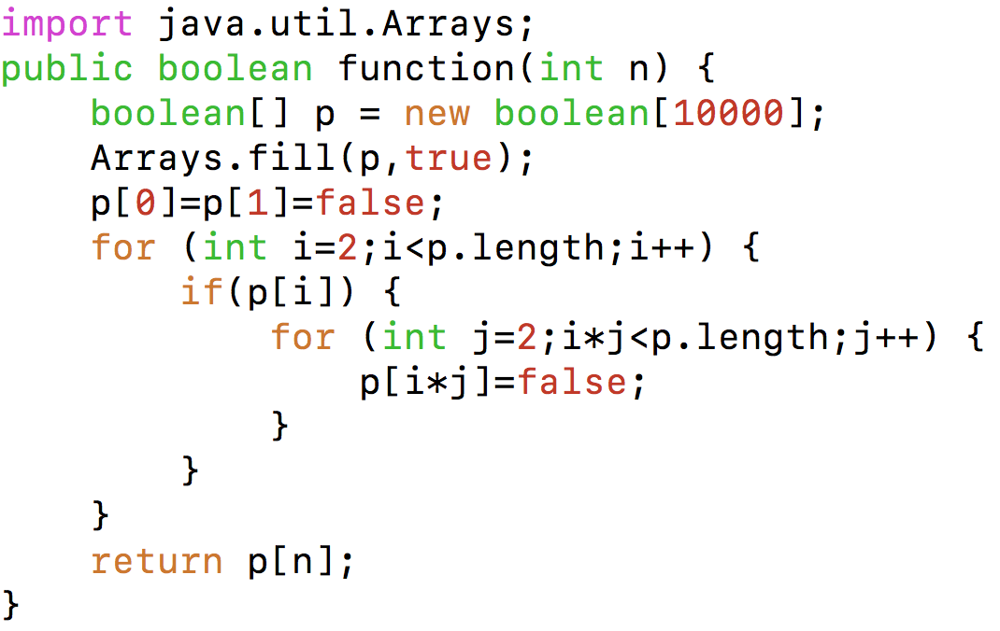 import java.util.Arrays;
public boolean function(int n) {
    boolean[] p = new boolean[10000];
    Arrays.fill(p,true);
    p[0]=p[1]=false;
    for (int i=2;i<p.length;i++) {
        if(p[i]) {
            for (int j=2;i*j<p.length;j++) {
                p[i*j]=false;
            }
        }
    }
    return p[n];
}